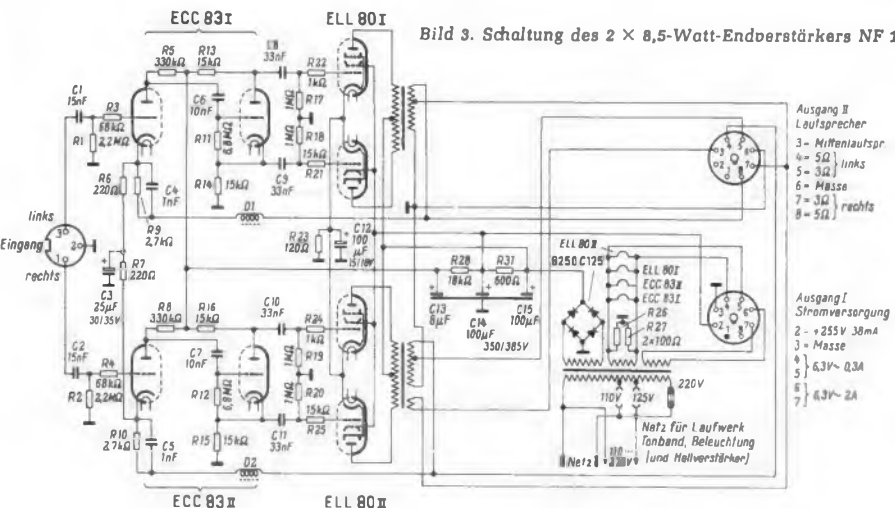 Bild 3. Schaltung des 2 × 8,5-Watt-Endverstärkers NF 1
ECC 83 I
ELL 80 I
R5
330kΩ
R13
15kΩ
33nF
R22
1kΩ
C1
15nF
R3
68kΩ
R1
2,2MΩ
C6
10nF
R11
6,8MΩ
1MΩ
R17
1MΩ
R18
15kΩ
R21
C9
33nF
R6
220Ω
C4
1nF
R9
2,7kΩ
R14
15kΩ
D1
links
3
2
1
Eingang
rechts
C3
25µF
30/35V
R7
220Ω
R23
120Ω
C12
100
µF
15/18V
R8
330kΩ
R16
15kΩ
C10
33nF
R24
1kΩ
C2
15nF
R4
68kΩ
R2
2,2MΩ
C7
10nF
R12
6,8MΩ
1MΩ
R19
1MΩ
R20
15kΩ
R25
C11
33nF
R10
2,7kΩ
C5
1nF
R15
15kΩ
D2
ECC 83 II
ELL 80 II
R28
18kΩ
R31
600Ω
C13
8µF
C14
100µF
C15
100µF
350/385V
B250 C125
ELL 80 II
ELL 80 I
ECC 83 II
ECC 83 I
R26
R27
2×100Ω
220V
110V
125V
Netz
Netz für Laufwerk
Tonband, Beleuchtung
(und Hellverstärker)
Ausgang II
Lautsprecher
3 = Mittenlautspr.
4 = 5Ω
5 = 3Ω
links
6 = Masse
7 = 3Ω
8 = 5Ω
rechts
Ausgang I
Stromversorgung
2 - +255V 38mA
3 = Masse
4
5
6,3V~ 0,3A
6
7
6,3V~ 2A